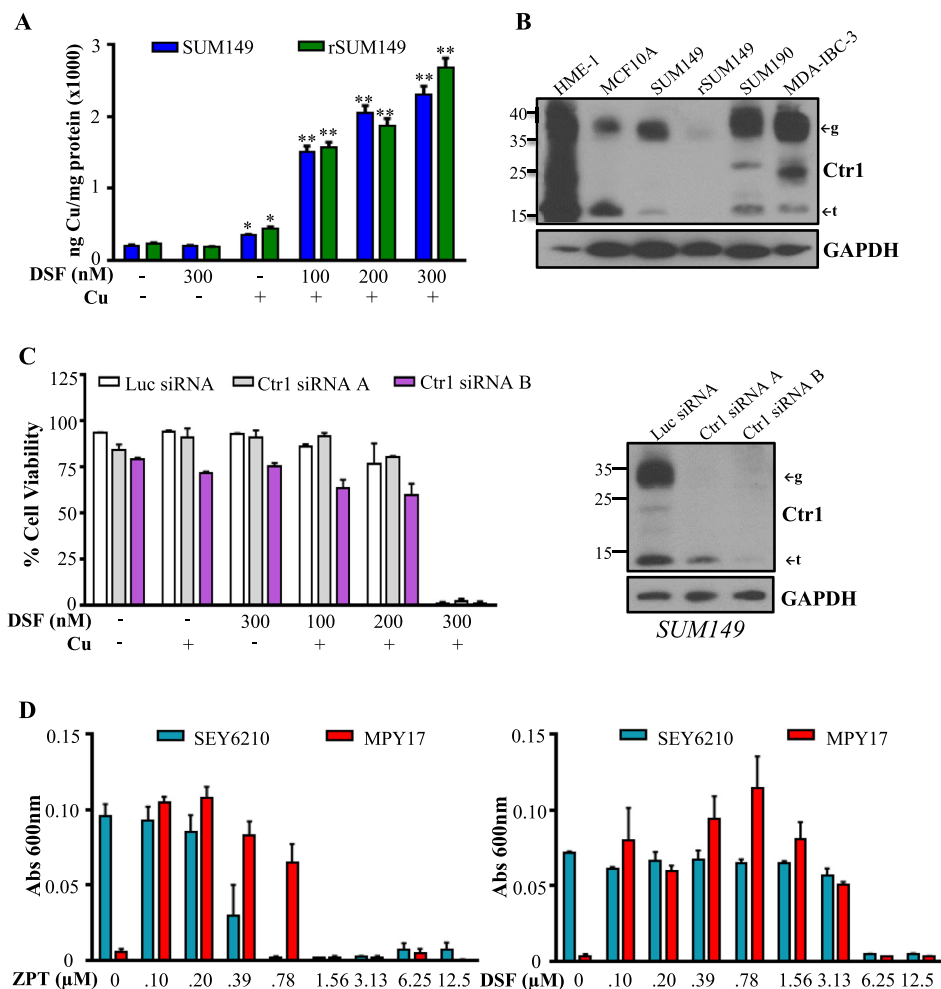 A
SUM149 rSUM149
ng Cu/mg protein (x1000)
3
2
1
0
DSF (nM) - 300 - 100 200 300
Cu - - + + + +
* * ** ** ** ** ** **
B
HME-1 MCF10A SUM149 rSUM149 SUM190 MDA-IBC-3
40
35
25
15
←g
Ctr1
←t
GAPDH
C
Luc siRNA Ctr1 siRNA A Ctr1 siRNA B
% Cell Viability
125
100
75
50
25
0
DSF (nM) - - 300 100 200 300
Cu - + - + + +
Luc siRNA Ctr1 siRNA A Ctr1 siRNA B
35
25
15
←g
Ctr1
←t
GAPDH
SUM149
D
SEY6210 MPY17
Abs 600nm
0.15
0.10
0.05
0
ZPT (µM) 0 .10 .20 .39 .78 1.56 3.13 6.25 12.5
SEY6210 MPY17
Abs 600nm
0.15
0.10
0.05
0
DSF (µM) 0 .10 .20 .39 .78 1.56 3.13 6.25 12.5